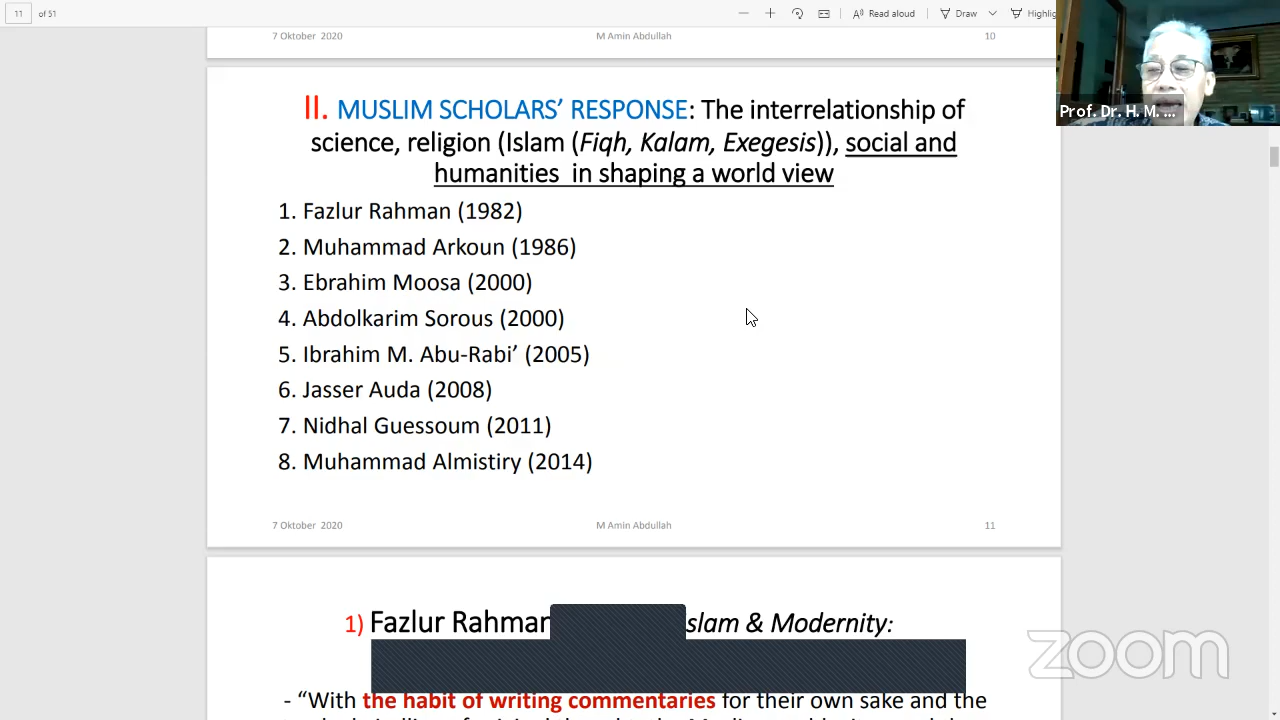 11 of 51
Read aloud
Draw
Highlig
7 Oktober 2020 M Amin Abdullah 10
Prof. Dr. H. M. ...
II. MUSLIM SCHOLARS’ RESPONSE: The interrelationship of
science, religion (Islam (Fiqh, Kalam, Exegesis)), social and
humanities in shaping a world view
1. Fazlur Rahman (1982)
2. Muhammad Arkoun (1986)
3. Ebrahim Moosa (2000)
4. Abdolkarim Sorous (2000)
5. Ibrahim M. Abu-Rabi’ (2005)
6. Jasser Auda (2008)
7. Nidhal Guessoum (2011)
8. Muhammad Almistiry (2014)
7 Oktober 2020 M Amin Abdullah 11
1) Fazlur Rahman slam & Modernity:
zoom
- “With the habit of writing commentaries for their own sake and the